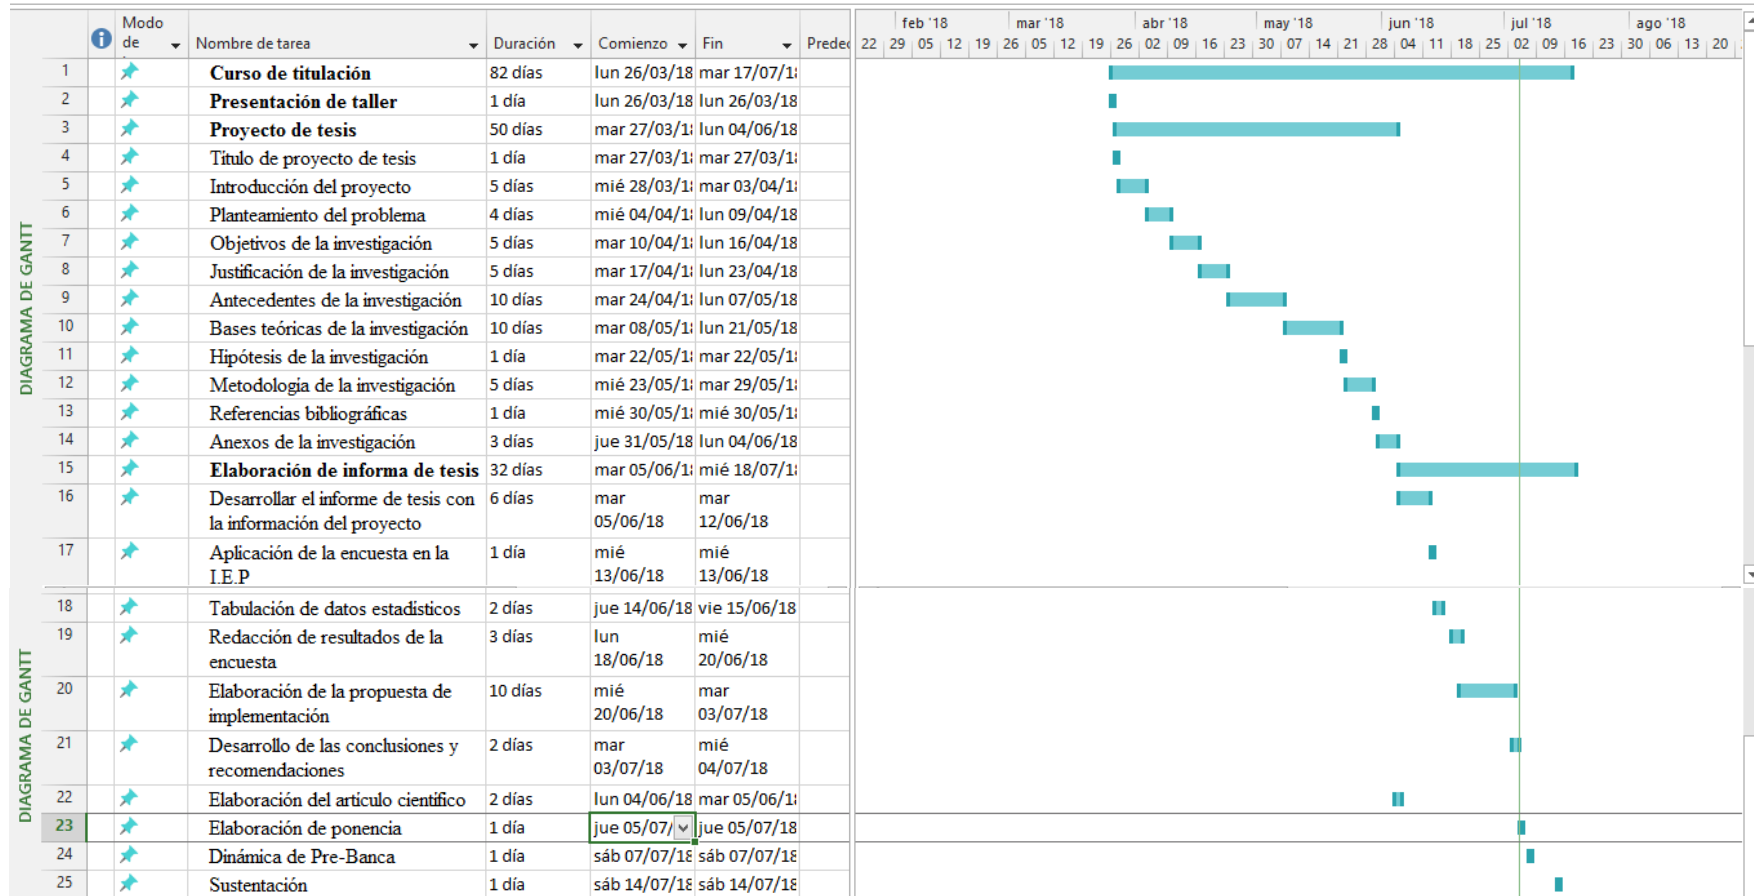 Modo de
Nombre de tarea
Duración
Comienzo
Fin
Predec
feb '18 mar '18 abr '18 may '18 jun '18 jul '18 ago '18
22 29 05 12 19 26 05 12 19 26 02 09 16 23 30 07 14 21 28 04 11 18 25 02 09 16 23 30 06 13 20
DIAGRAMA DE GANTT
1 Curso de titulación 82 días lun 26/03/18 mar 17/07/18
2 Presentación de taller 1 día lun 26/03/18 lun 26/03/18
3 Proyecto de tesis 50 días mar 27/03/18 lun 04/06/18
4 Título de proyecto de tesis 1 día mar 27/03/18 mar 27/03/18
5 Introducción del proyecto 5 días mié 28/03/18 mar 03/04/18
6 Planteamiento del problema 4 días mié 04/04/18 lun 09/04/18
7 Objetivos de la investigación 5 días mar 10/04/18 lun 16/04/18
8 Justificación de la investigación 5 días mar 17/04/18 lun 23/04/18
9 Antecedentes de la investigación 10 días mar 24/04/18 lun 07/05/18
10 Bases teóricas de la investigación 10 días mar 08/05/18 lun 21/05/18
11 Hipótesis de la investigación 1 día mar 22/05/18 mar 22/05/18
12 Metodología de la investigación 5 días mié 23/05/18 mar 29/05/18
13 Referencias bibliográficas 1 día mié 30/05/18 mié 30/05/18
14 Anexos de la investigación 3 días jue 31/05/18 lun 04/06/18
15 Elaboración de informa de tesis 32 días mar 05/06/18 mié 18/07/18
16 Desarrollar el informe de tesis con 6 días mar mar
la información del proyecto 05/06/18 12/06/18
17 Aplicación de la encuesta en la 1 día mié mié
I.E.P 13/06/18 13/06/18
DIAGRAMA DE GANTT
18 Tabulación de datos estadísticos 2 días jue 14/06/18 vie 15/06/18
19 Redacción de resultados de la 3 días lun mié
encuesta 18/06/18 20/06/18
20 Elaboración de la propuesta de 10 días mié mar
implementación 20/06/18 03/07/18
21 Desarrollo de las conclusiones y 2 días mar mié
recomendaciones 03/07/18 04/07/18
22 Elaboración del artículo científico 2 días lun 04/06/18 mar 05/06/18
23 Elaboración de ponencia 1 día jue 05/07/ jue 05/07/18
24 Dinámica de Pre-Banca 1 día sáb 07/07/18 sáb 07/07/18
25 Sustentación 1 día sáb 14/07/18 sáb 14/07/18